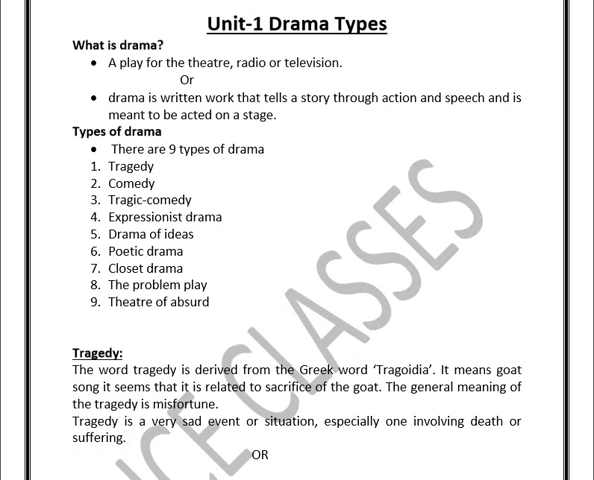 Unit-1 Drama Types
What is drama?
• A play for the theatre, radio or television.
Or
• drama is written work that tells a story through action and speech and is
meant to be acted on a stage.
Types of drama
• There are 9 types of drama
1. Tragedy
2. Comedy
3. Tragic-comedy
4. Expressionist drama
5. Drama of ideas
6. Poetic drama
7. Closet drama
8. The problem play
9. Theatre of absurd
Tragedy:
The word tragedy is derived from the Greek word ‘Tragoidia’. It means goat
song it seems that it is related to sacrifice of the goat. The general meaning of
the tragedy is misfortune.
Tragedy is a very sad event or situation, especially one involving death or
suffering.
OR
CLASSES